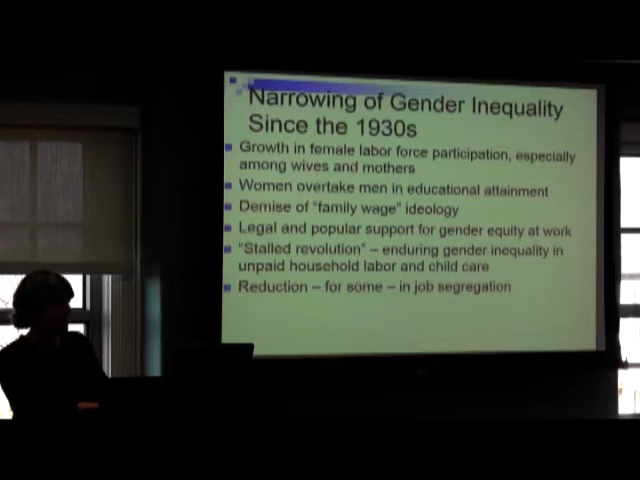 Narrowing of Gender Inequality
Since the 1930s
Growth in female labor force participation, especially
among wives and mothers
Women overtake men in educational attainment
Demise of "family wage" ideology
Legal and popular support for gender equity at work
"Stalled revolution" – enduring gender inequality in
unpaid household labor and child care
Reduction – for some – in job segregation